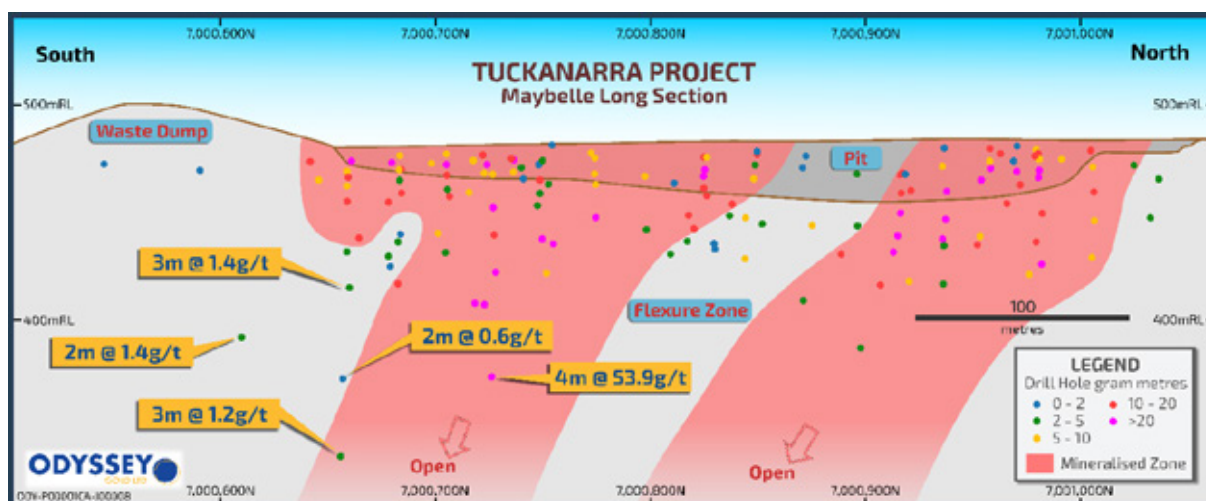 7,000,600N 7,000,700N 7,000,800N 7,000,900N 7,001,000N
South
North
TUCKANARRA PROJECT
Maybelle Long Section
500mRL
500mRL
Waste Dump
Pit
3m @ 1.4g/t
Flexure Zone
100
metres
400mRL
400mRL
2m @ 0.6g/t
2m @ 1.4g/t
4m @ 53.9g/t
3m @ 1.2g/t
LEGEND
Drill Hole gram metres
0 - 2 10 - 20
2 - 5 >20
5 - 10
Mineralised Zone
Open
Open
ODYSSEY
GOLD LTD
7,000,600N 7,000,700N 7,000,800N 7,000,900N 7,001,000N